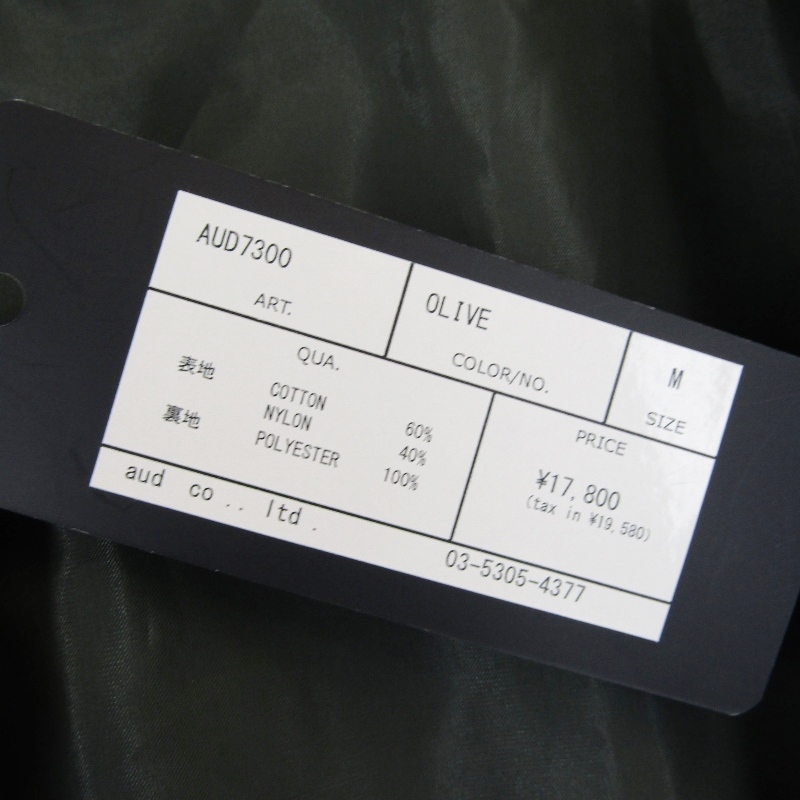 AUD7300
ART.
OLIVE
COLOR/NO.
M
SIZE
QUA.
表地 COTTON 60%
NYLON 40%
裏地 POLYESTER 100%
PRICE
¥17,800
(tax in ¥19,580)
aud co.. ltd.
03-5305-4377